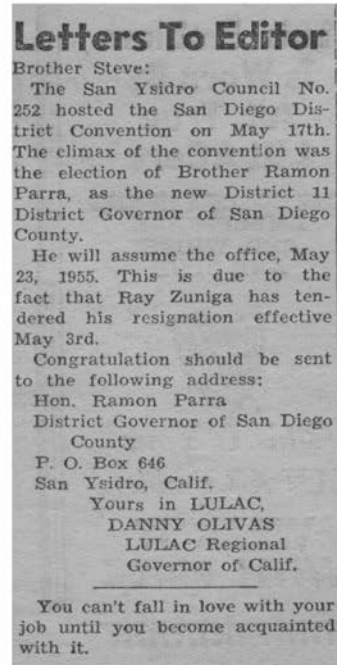 Letters To Editor
Brother Steve:
The San Ysidro Council No.
252 hosted the San Diego Dis-
trict Convention on May 17th.
The climax of the convention was
the election of Brother Ramon
Parra, as the new District 11
District Governor of San Diego
County.
He will assume the office, May
23, 1955. This is due to the
fact that Ray Zuniga has ten-
dered his resignation effective
May 3rd.
Congratulation should be sent
to the following address:
Hon. Ramon Parra
District Governor of San Diego
County
P. O. Box 646
San Ysidro, Calif.
Yours in LULAC,
DANNY OLIVAS
LULAC Regional
Governor of Calif.
You can't fall in love with your
job until you become acquainted
with it.